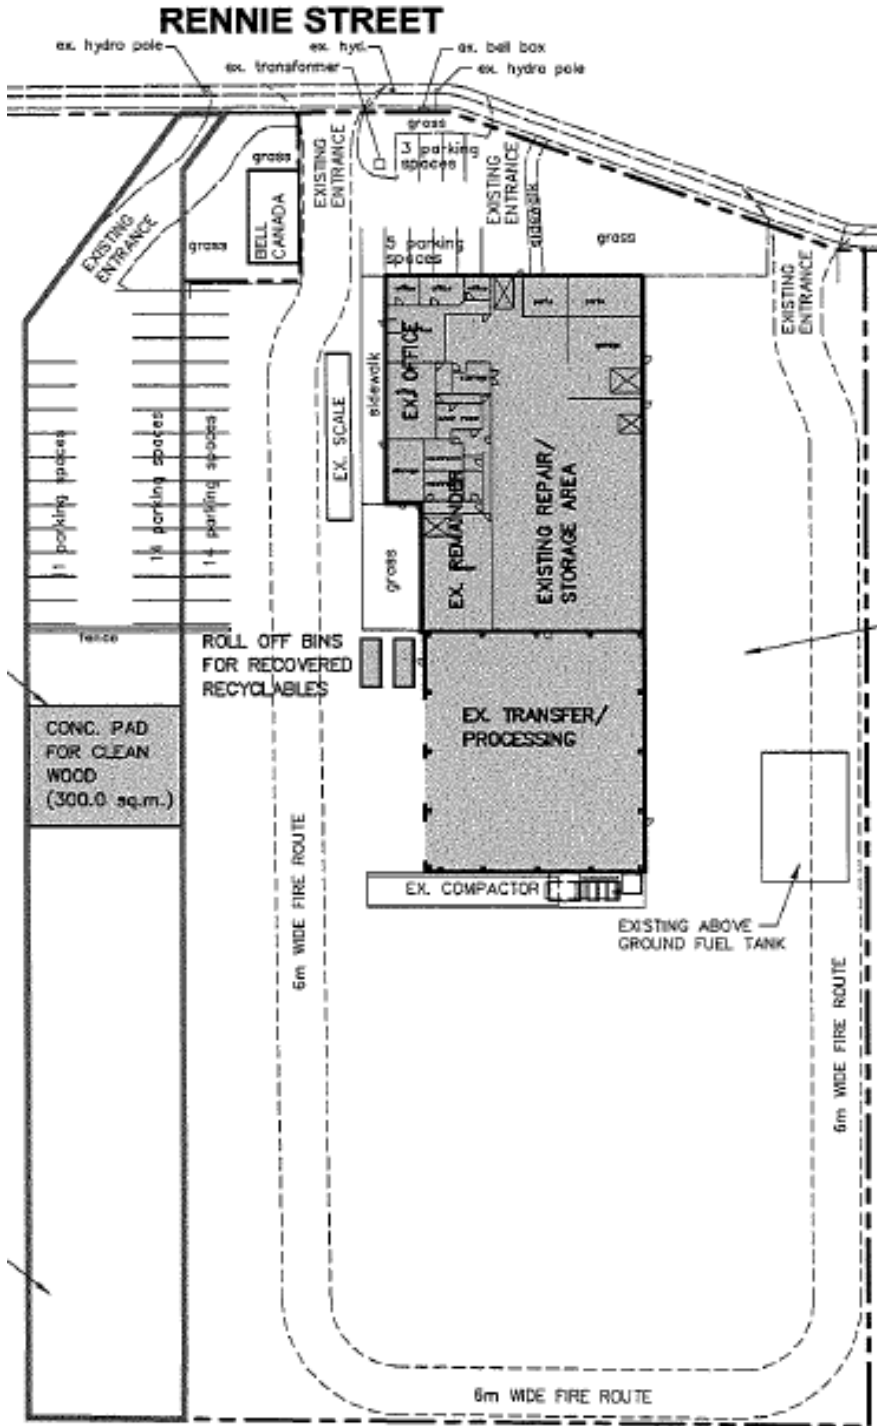 RENNIE STREET
ex. hydro pole
ex. hyd.
ex. bell box
ex. transformer
ex. hydro pole
grass
3 parking
spaces
grass
EXISTING
ENTRANCE
EXISTING
ENTRANCE
sidewalk
BELL
CANADA
EXISTING
ENTRANCE
grass
5 parking
spaces
grass
EXISTING
ENTRANCE
sidewalk
EX. OFFICE
EX. SCALE
parking spaces
14 parking spaces
14 parking spaces
EX. REMAINDER
EXISTING REPAIR/
STORAGE AREA
grass
fence
ROLL OFF BINS
FOR RECOVERED
RECYCLABLES
CONC. PAD
FOR CLEAN
WOOD
(300.0 sq.m.)
EX. TRANSFER/
PROCESSING
EX. COMPACTOR
6m WIDE FIRE ROUTE
EXISTING ABOVE
GROUND FUEL TANK
6m WIDE FIRE ROUTE
6m WIDE FIRE ROUTE